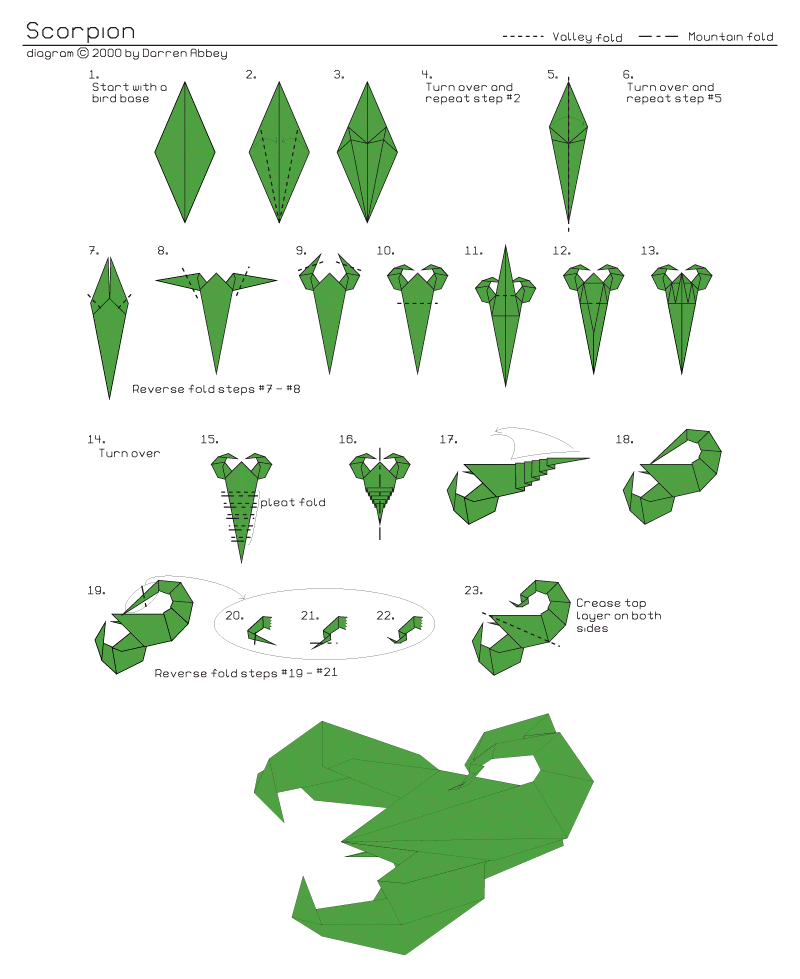 Scorpion
Valley fold
Mountain fold
diagram © 2000 by Darren Abbey
1.
Start with a
bird base
2.
3.
4.
Turn over and
repeat step #2
5.
6.
Turn over and
repeat step #5
7.
8.
9.
10.
11.
12.
13.
Reverse fold steps #7 - #8
14.
Turn over
15.
pleat fold
16.
17.
18.
19.
20.
21.
22.
Reverse fold steps #19 - #21
23.
Crease top
layer on both
sides